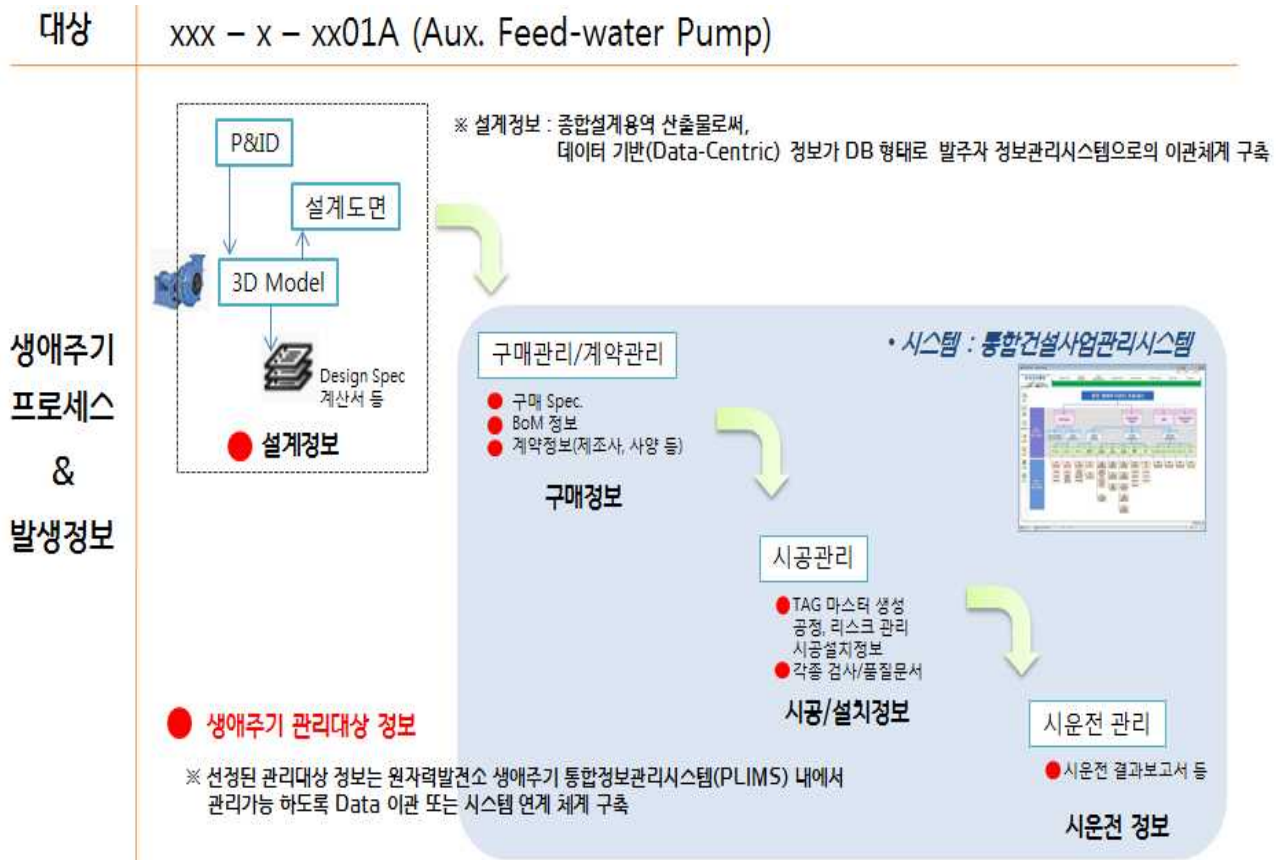 대상
xxx – x – xx01A (Aux. Feed-water Pump)
※ 설계정보 : 종합설계용역 산출물로써,
데이터 기반(Data-Centric) 정보가 DB 형태로 발주자 정보관리시스템으로의 이관체계 구축
P&ID
설계도면
3D Model
Design Spec
계산서 등
설계정보
생애주기
프로세스
&
발생정보
구매관리/계약관리
구매 Spec.
BoM 정보
계약정보(제조사, 사양 등)
구매정보
• 시스템 : 통합건설사업관리시스템
시공관리
TAG 마스터 생성
공정, 리스크 관리
시공설치정보
각종 검사/품질문서
시공/설치정보
시운전 관리
시운전 결과보고서 등
시운전 정보
생애주기 관리대상 정보
※ 선정된 관리대상 정보는 원자력발전소 생애주기 통합정보관리시스템(PLIMS) 내에서
관리가능 하도록 Data 이관 또는 시스템 연계 체계 구축